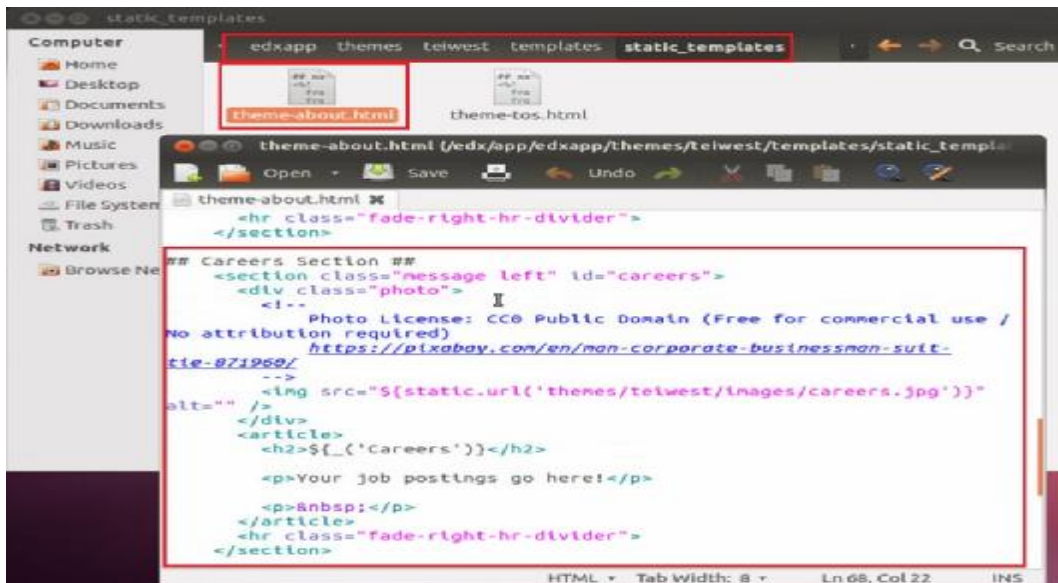 static_templates
Computer
Home
Desktop
Documents
Downloads
Music
Pictures
Videos
File System
Trash
Network
Browse Ne
edxapp themes teiwest templates static_templates
Search
theme-about.html
theme-tos.html
theme-about.html (/edx/app/edxapp/themes/teiwest/templates/static_templa
Open Save Undo
theme-about.html
<hr class="fade-right-hr-divider">
</section>
## Careers Section ##
<section class="message left" id="careers">
<div class="photo">
<!--
Photo License: CC0 Public Domain (Free for commercial use /
No attribution required)
https://pixabay.com/en/man-corporate-businessman-suit-
tie-871960/
-->
<img src="${static.url('themes/teiwest/images/careers.jpg')}"
alt="" />
</div>
<article>
<h2>${_('Careers')}</h2>
<p>Your job postings go here!</p>
<p>&nbsp;</p>
</article>
<hr class="fade-right-hr-divider">
</section>
HTML Tab Width: 8 Ln 68, Col 22 INS